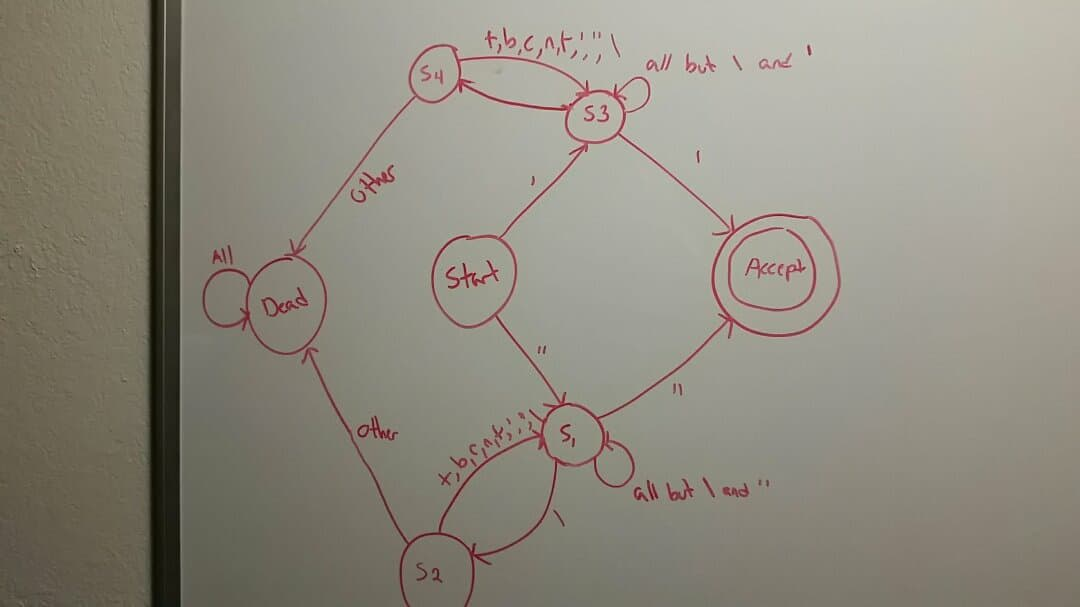 t,b,c,n,t,',",\
S4
all but \ and '
S3
'
other
'
All
Start
Accept
Dead
"
"
other
t,b,c,n,t,',",\
S1
all but \ and "
\
S2